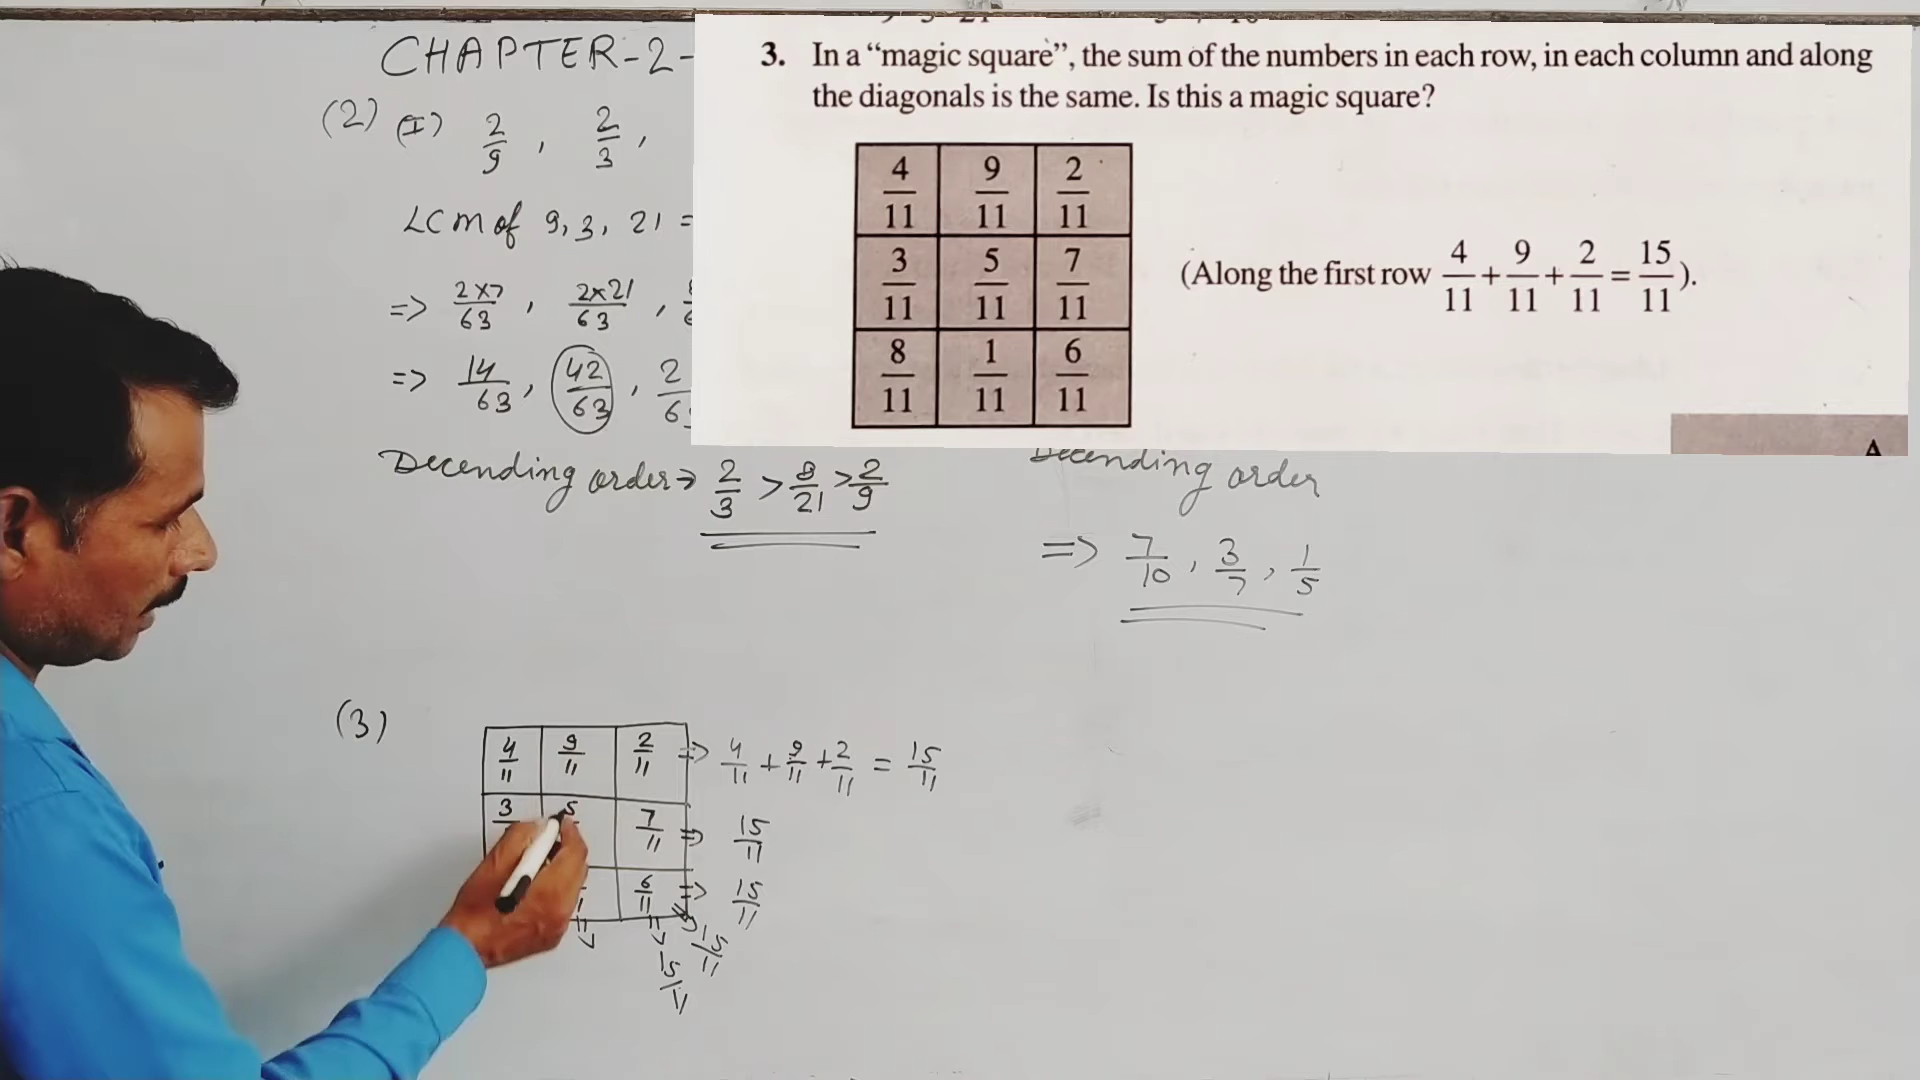 CHAPTER-2-
(2) (I) 2/9 , 2/3 ,
LCM of 9, 3, 21 =
=> 2×7/63 , 2×21/63 ,
=> 14/63 , 42/63 ,
Decending order→ 2/3 > 8/21 > 2/9
3. In a “magic square”, the sum of the numbers in each row, in each column and along
the diagonals is the same. Is this a magic square?
4/11 9/11 2/11
3/11 5/11 7/11
8/11 1/11 6/11
(Along the first row 4/11 + 9/11 + 2/11 = 15/11).
A
Decending order
=> 7/10 , 3/7 , 1/5
(3)
4/11 9/11 2/11 => 4/11 + 9/11 + 2/11 = 15/11
3 5 7/11 => 15/11
6/11 => 15/11
15/11
15/11